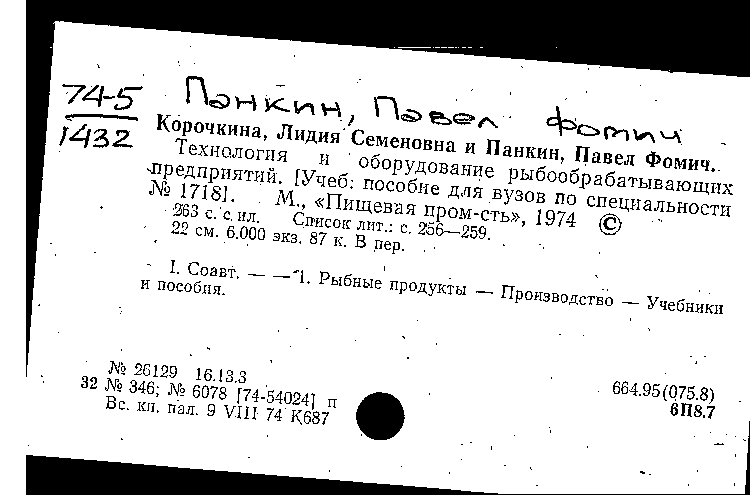 74-5 Панкин, Павел Фомич
1432
Корочкина, Лидия Семеновна и Панкин, Павел Фомич.
Технология и оборудование рыбообрабатывающих
предприятий. [Учеб. пособие для вузов по специальности
№ 1718]. М., «Пищевая пром-сть», 1974 ©
263 с. с ил. Список лит.: с. 256—259.
22 см. 6.000 экз. 87 к. В пер.
I. Соавт. — — 1. Рыбные продукты — Производство — Учебники
и пособия.
№ 26129 16.13.3
32 № 346; № 6078 [74-54024] п
Вс. кн. пал. 9 VIII 74 К687
664.95(075.8)
6П8.7